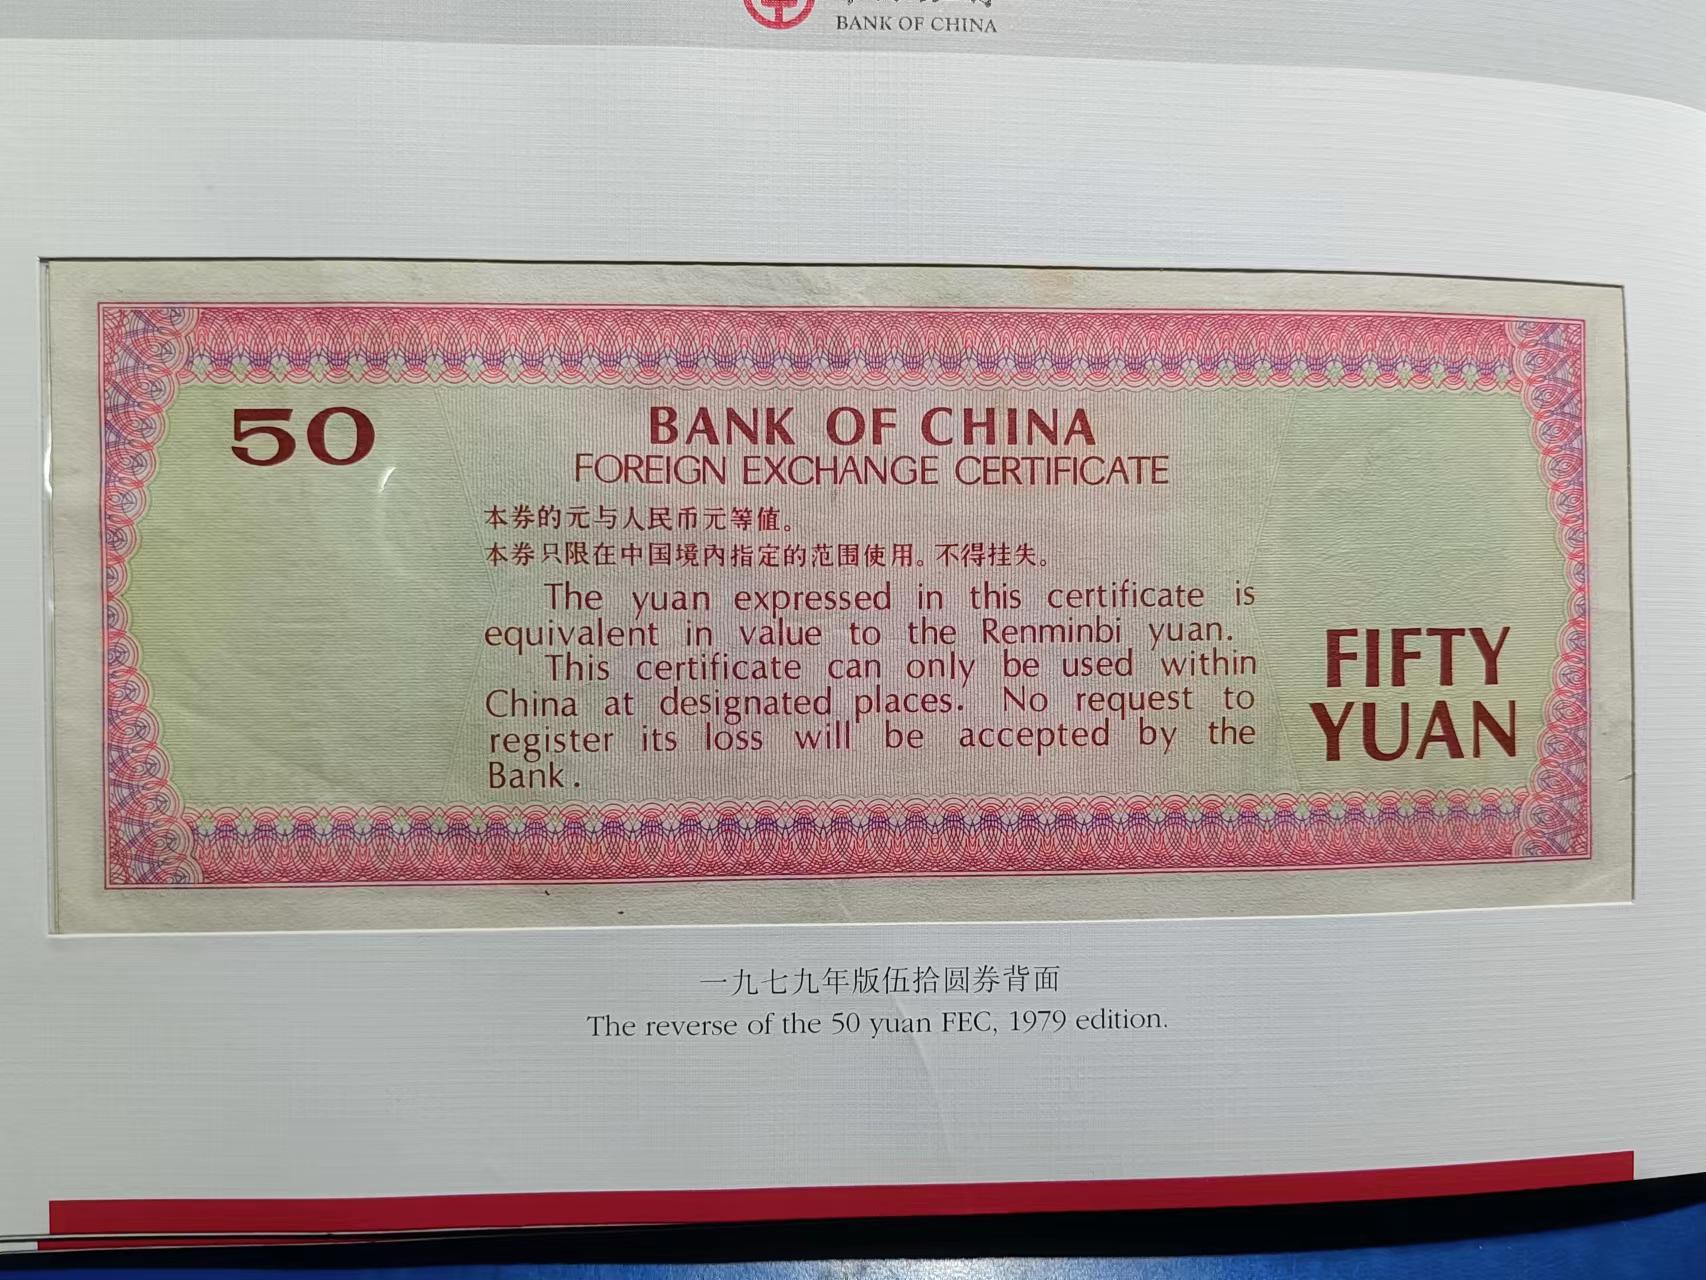 BANK OF CHINA
50
BANK OF CHINA
FOREIGN EXCHANGE CERTIFICATE
本券的元与人民币元等值。
本券只限在中国境内指定的范围使用。不得挂失。
The yuan expressed in this certificate is
equivalent in value to the Renminbi yuan.
This certificate can only be used within
China at designated places. No request to
register its loss will be accepted by the
Bank.
FIFTY
YUAN
一九七九年版伍拾圆券背面
The reverse of the 50 yuan FEC, 1979 edition.